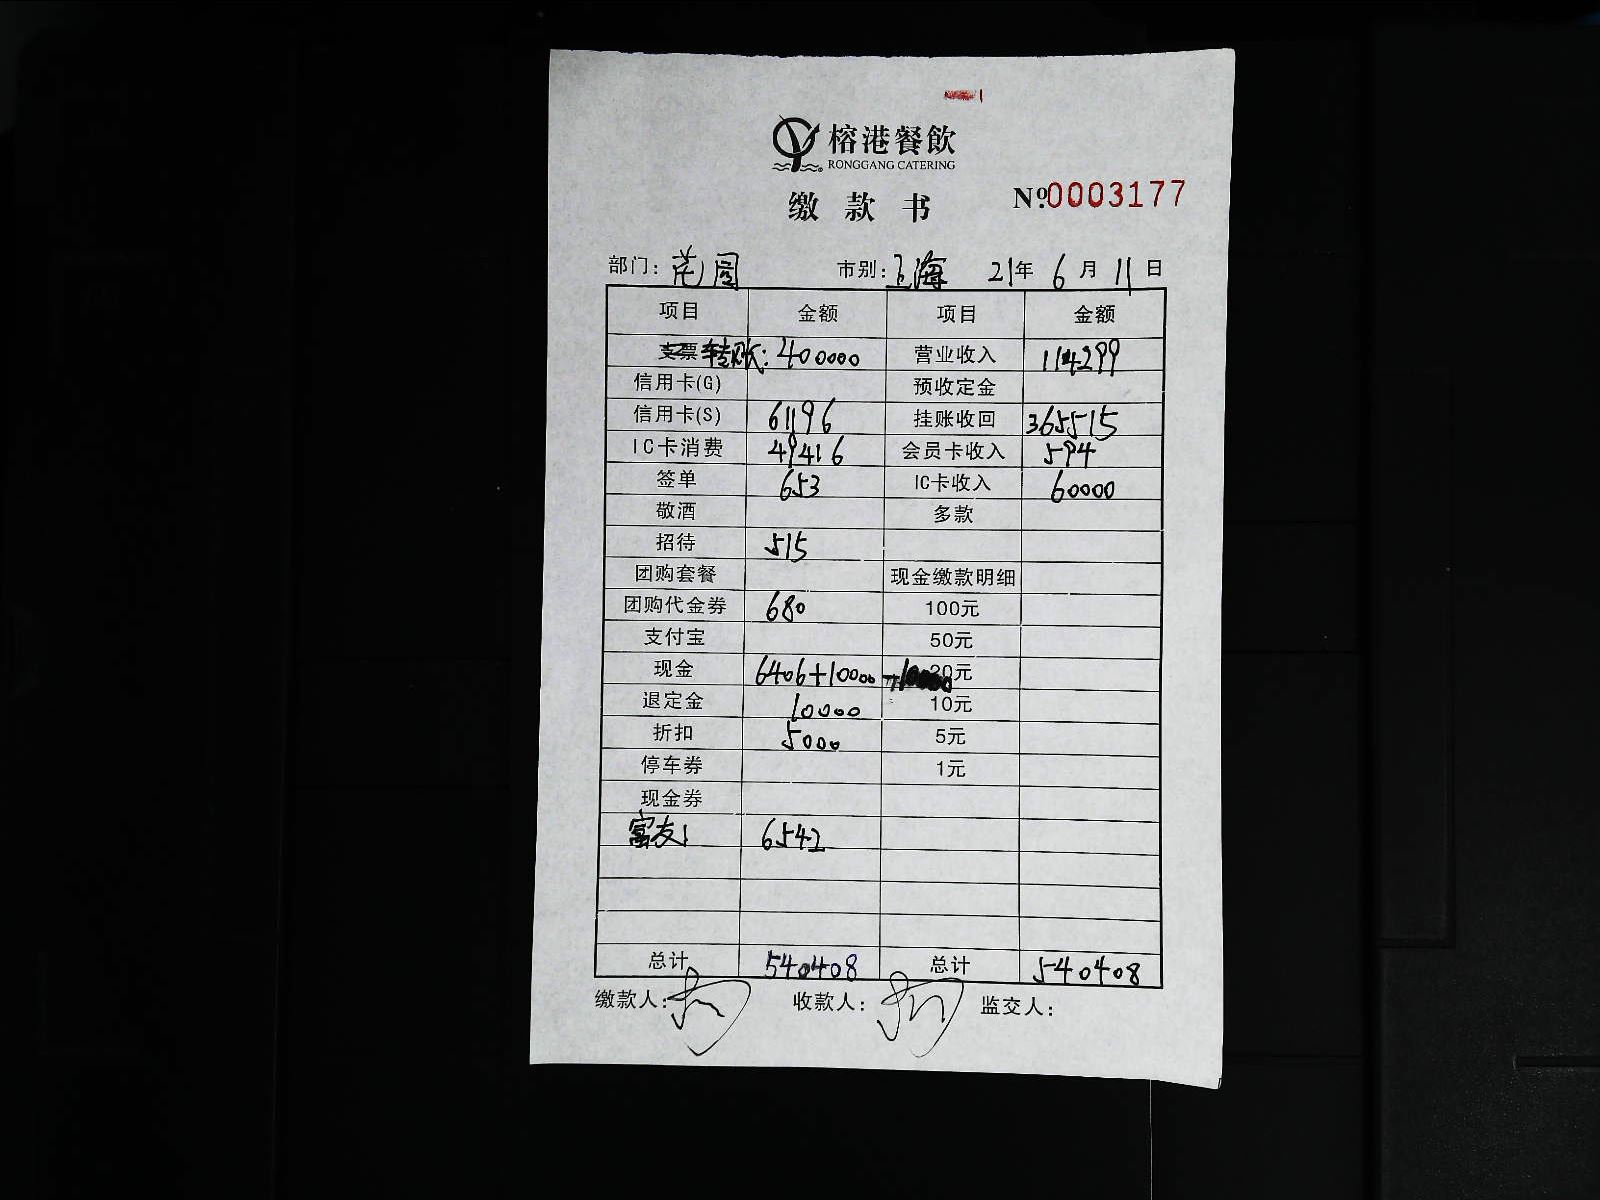 榕港餐飲
RONGGANG CATERING
缴 款 书 Nº.0003177
部门: 花园 市别: 上海 21年 6月 11日
项目 金额 项目 金额
支票 转账: 400000 营业收入 114299
信用卡(G) 预收定金
信用卡(S) 61196 挂账收回 365515
IC卡消费 49416 会员卡收入 594
签单 653 IC卡收入 60000
敬酒 多款
招待 515
团购套餐 现金缴款明细
团购代金券 680 100元
支付宝 50元
现金 6406+10000 20元
退定金 10000 10元
折扣 5000 5元
停车券 1元
现金券
富友: 6542
总计 540408 总计 540408
缴款人: 收款人: 监交人: